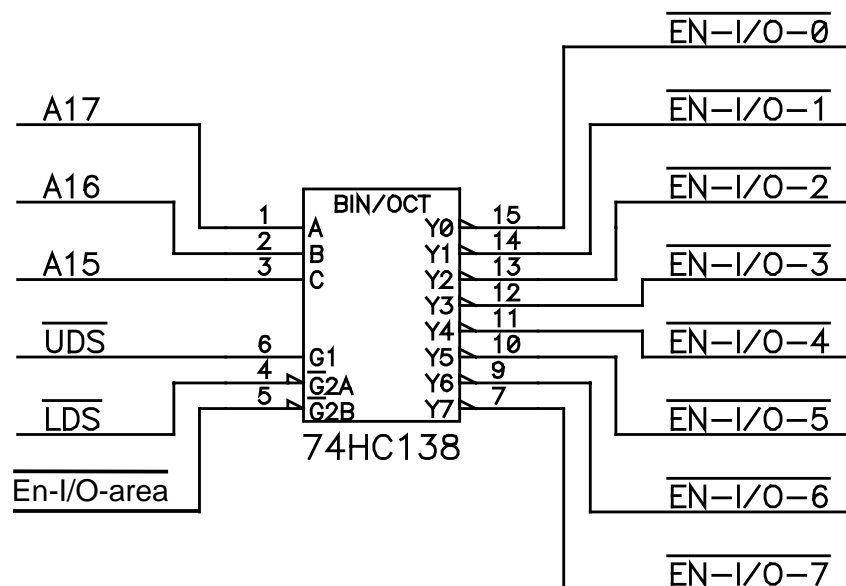 EN-I/O-0
A17
EN-I/O-1
A16
EN-I/O-2
BIN/OCT
1 A Y0 15
2 B Y1 14
A15 3 C Y2 13 EN-I/O-3
Y3 12
Y4 11
UDS 6 G1 Y5 10 EN-I/O-4
4 G2A Y6 9
LDS 5 G2B Y7 7 EN-I/O-5
74HC138
En-I/O-area EN-I/O-6
EN-I/O-7